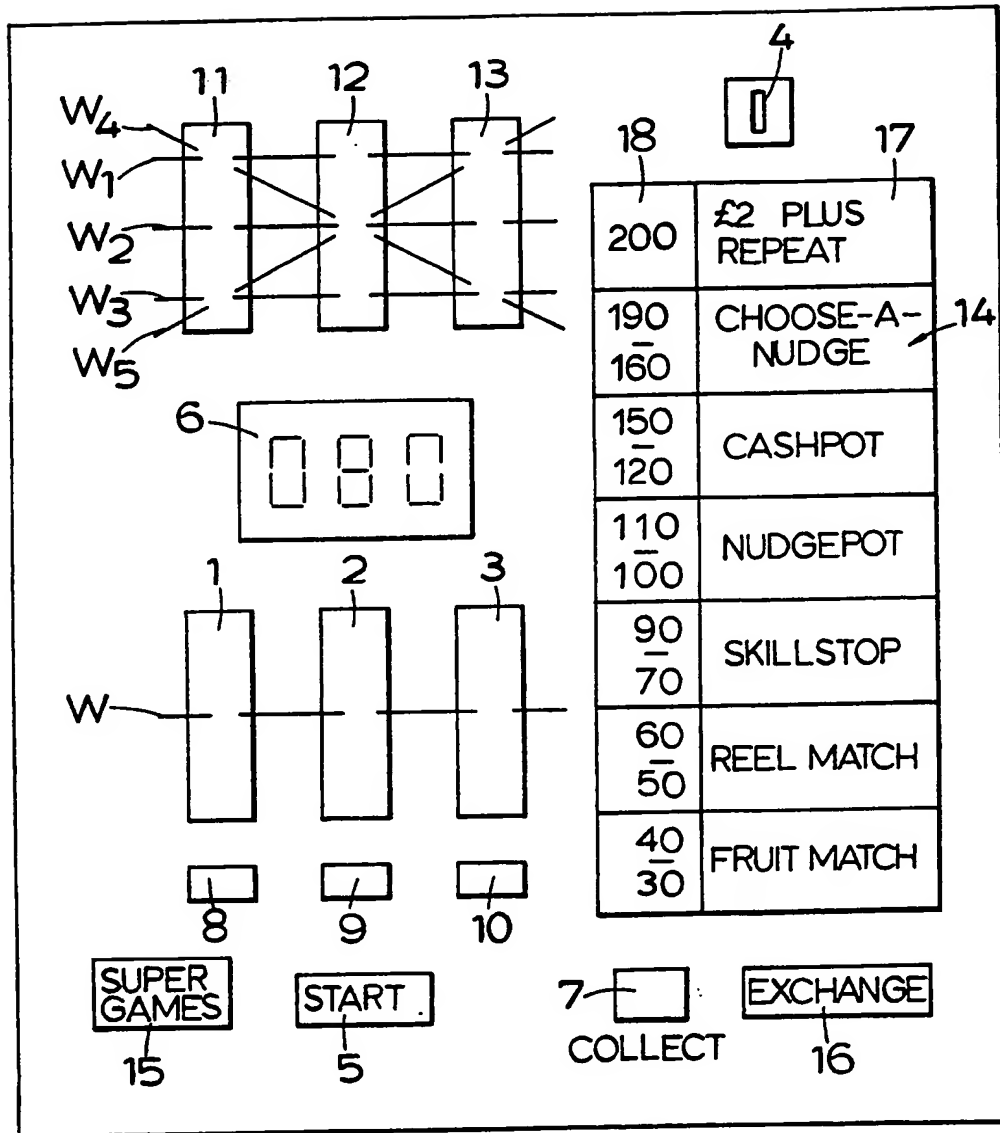 11
12
13
4
W4
W1
W2
W3
W5
18
17
200
£2 PLUS
REPEAT
190
-
160
CHOOSE-A-
NUDGE
14
150
-
120
CASHPOT
110
-
100
NUDGEPOT
90
-
70
SKILLSTOP
60
-
50
REEL MATCH
40
-
30
FRUIT MATCH
6
080
1
2
3
W
8
9
10
SUPER
GAMES
15
START
5
7
COLLECT
EXCHANGE
16